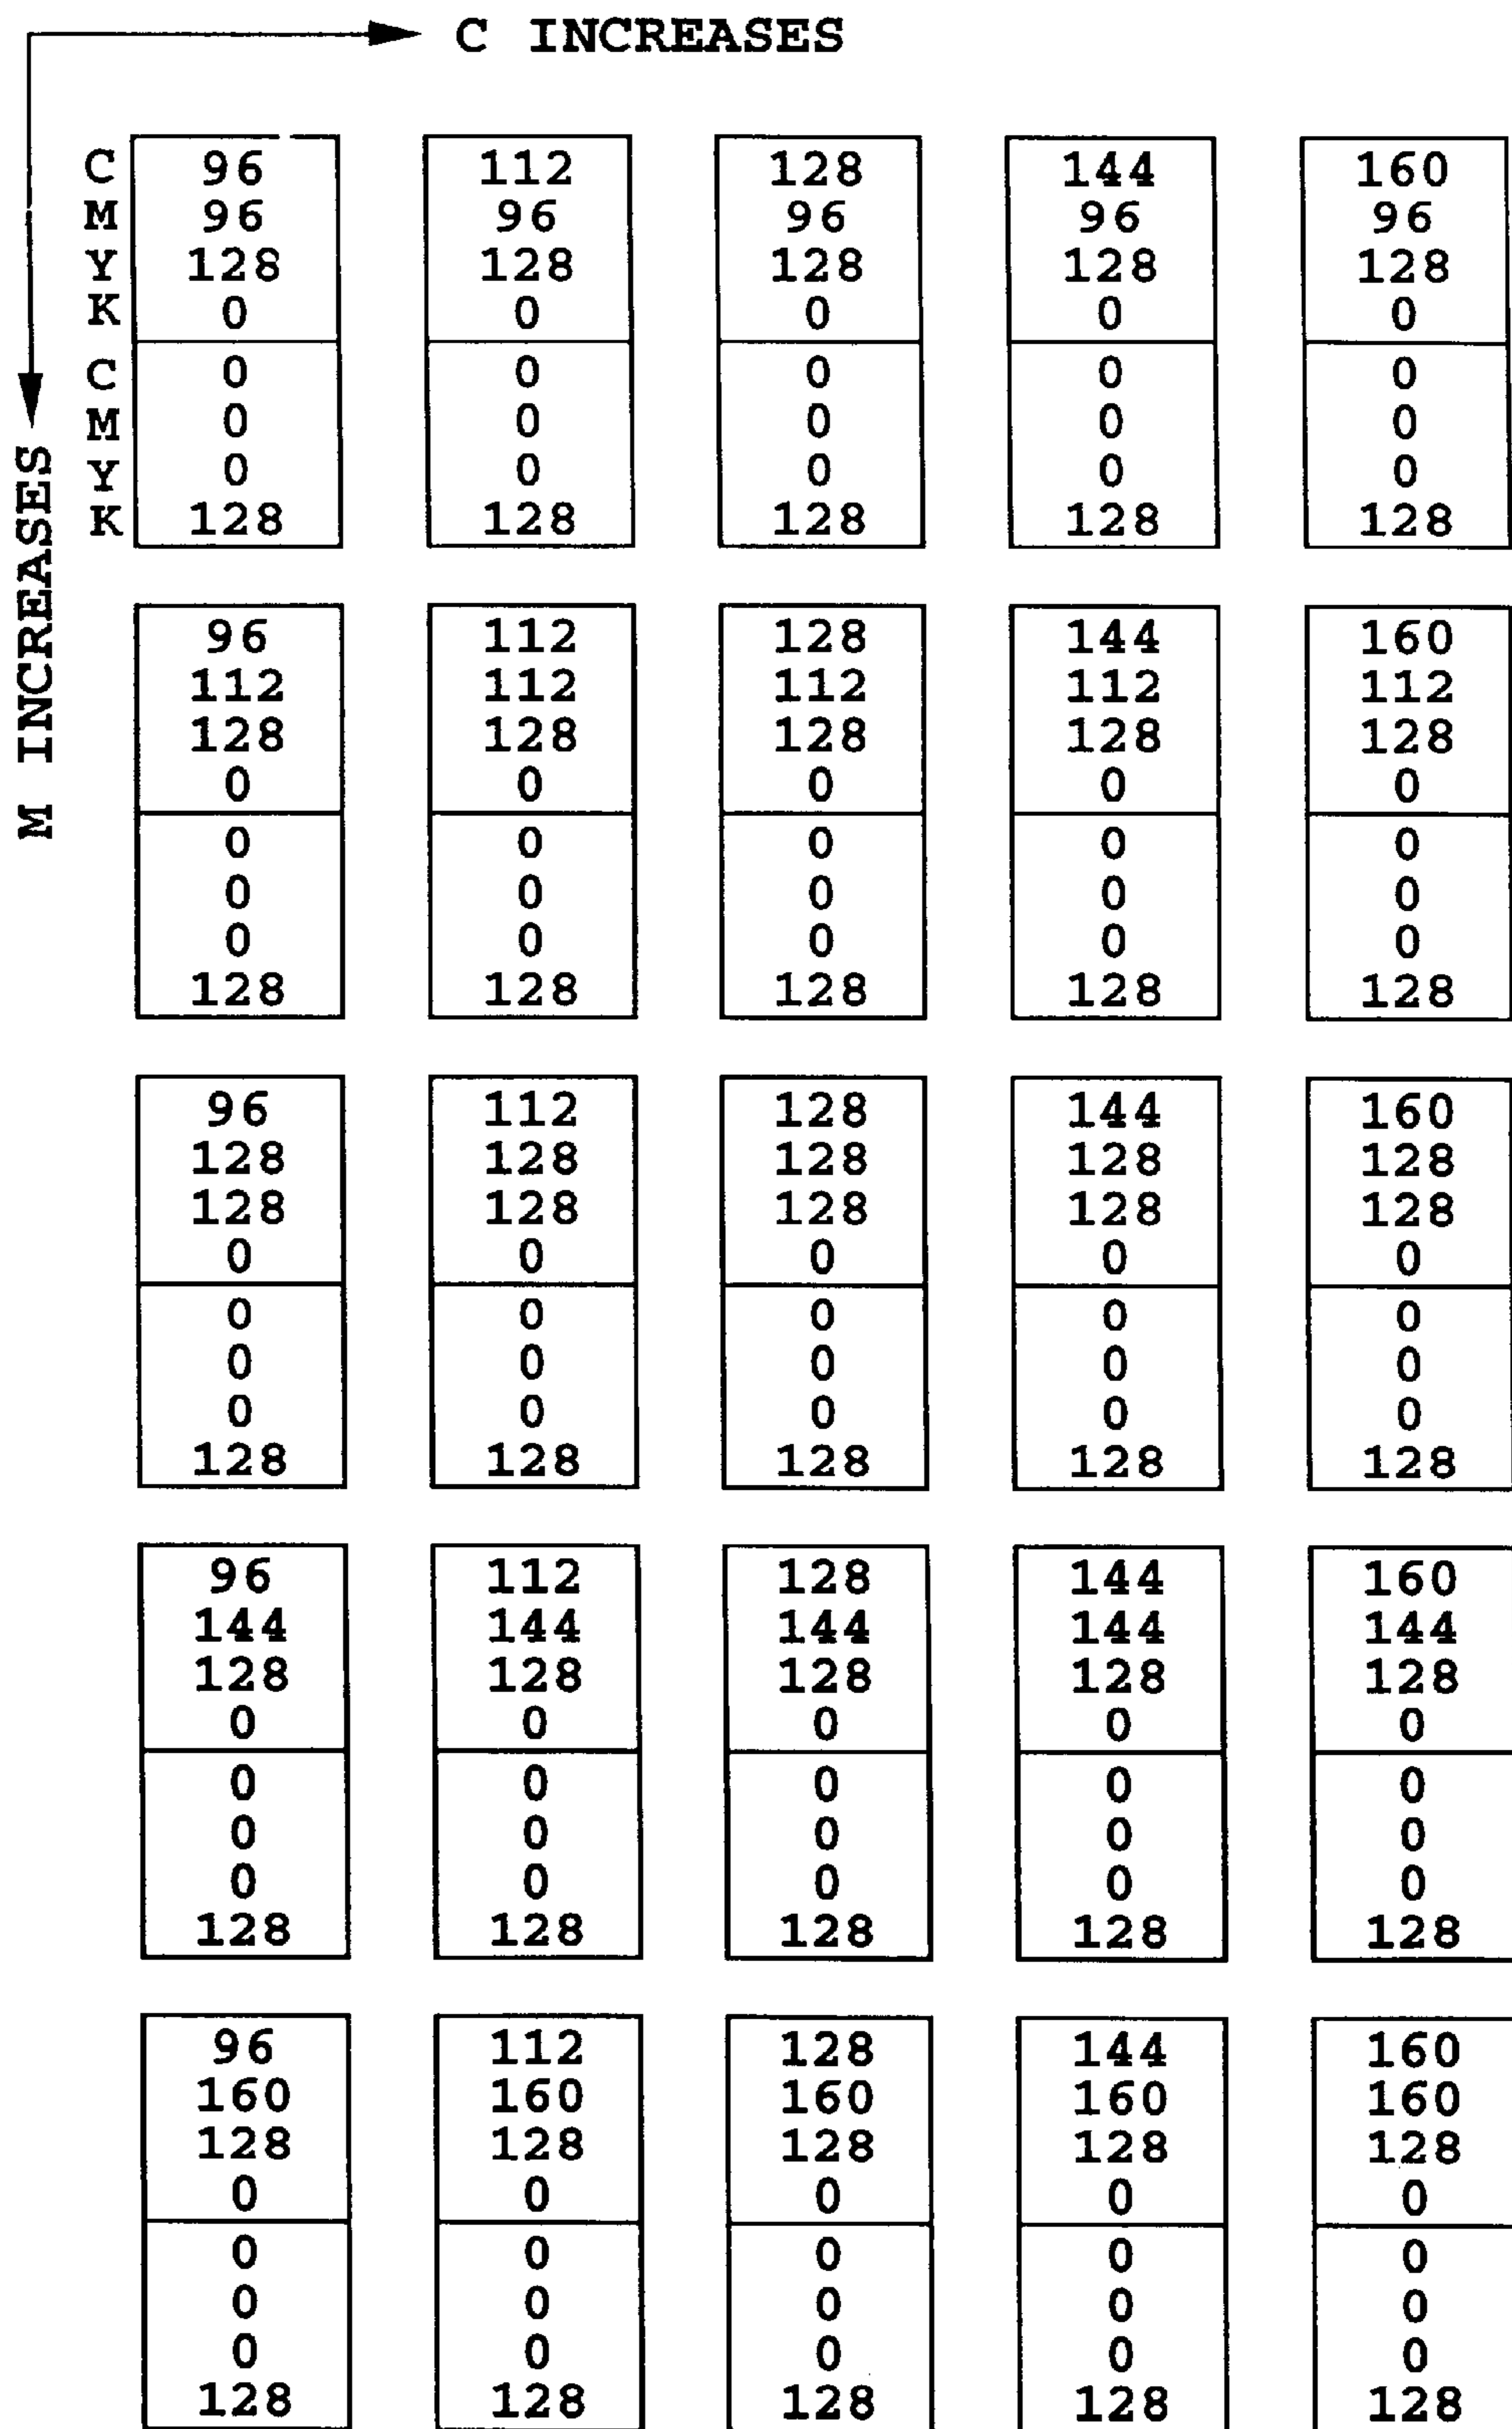 C INCREASES
M INCREASES
C 96 112 128 144 160
M 96 96 96 96 96
Y 128 128 128 128 128
K 0 0 0 0 0
C 0 0 0 0 0
M 0 0 0 0 0
Y 0 0 0 0 0
K 128 128 128 128 128
96 112 128 144 160
112 112 112 112 112
128 128 128 128 128
0 0 0 0 0
0 0 0 0 0
0 0 0 0 0
0 0 0 0 0
128 128 128 128 128
96 112 128 144 160
128 128 128 128 128
128 128 128 128 128
0 0 0 0 0
0 0 0 0 0
0 0 0 0 0
0 0 0 0 0
128 128 128 128 128
96 112 128 144 160
144 144 144 144 144
128 128 128 128 128
0 0 0 0 0
0 0 0 0 0
0 0 0 0 0
0 0 0 0 0
128 128 128 128 128
96 112 128 144 160
160 160 160 160 160
128 128 128 128 128
0 0 0 0 0
0 0 0 0 0
0 0 0 0 0
0 0 0 0 0
128 128 128 128 128